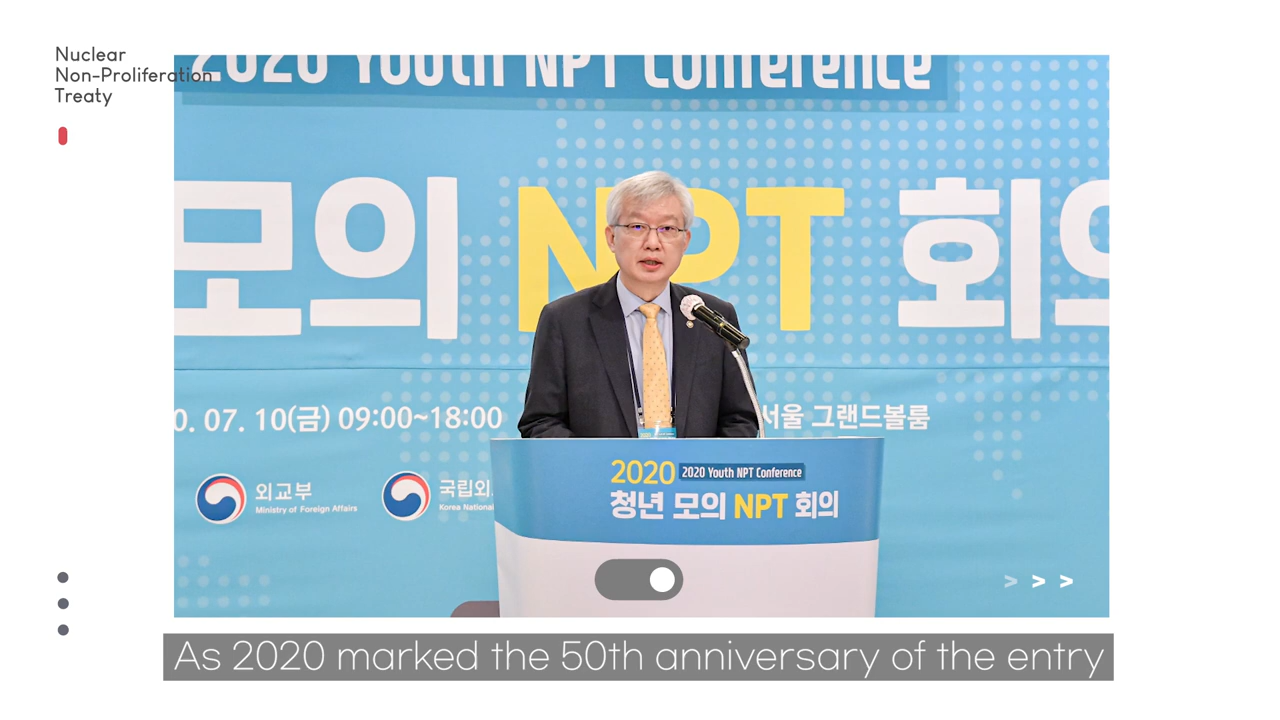 Nuclear
Non-Proliferation
Treaty
2020 Youth NPT Conference
모의 NPT 회의
0. 07. 10(금) 09:00~18:00
서울 그랜드볼룸
외교부
Ministry of Foreign Affairs
국립외
Korea National
2020 2020 Youth NPT Conference
청년 모의 NPT 회의
> > >
As 2020 marked the 50th anniversary of the entry